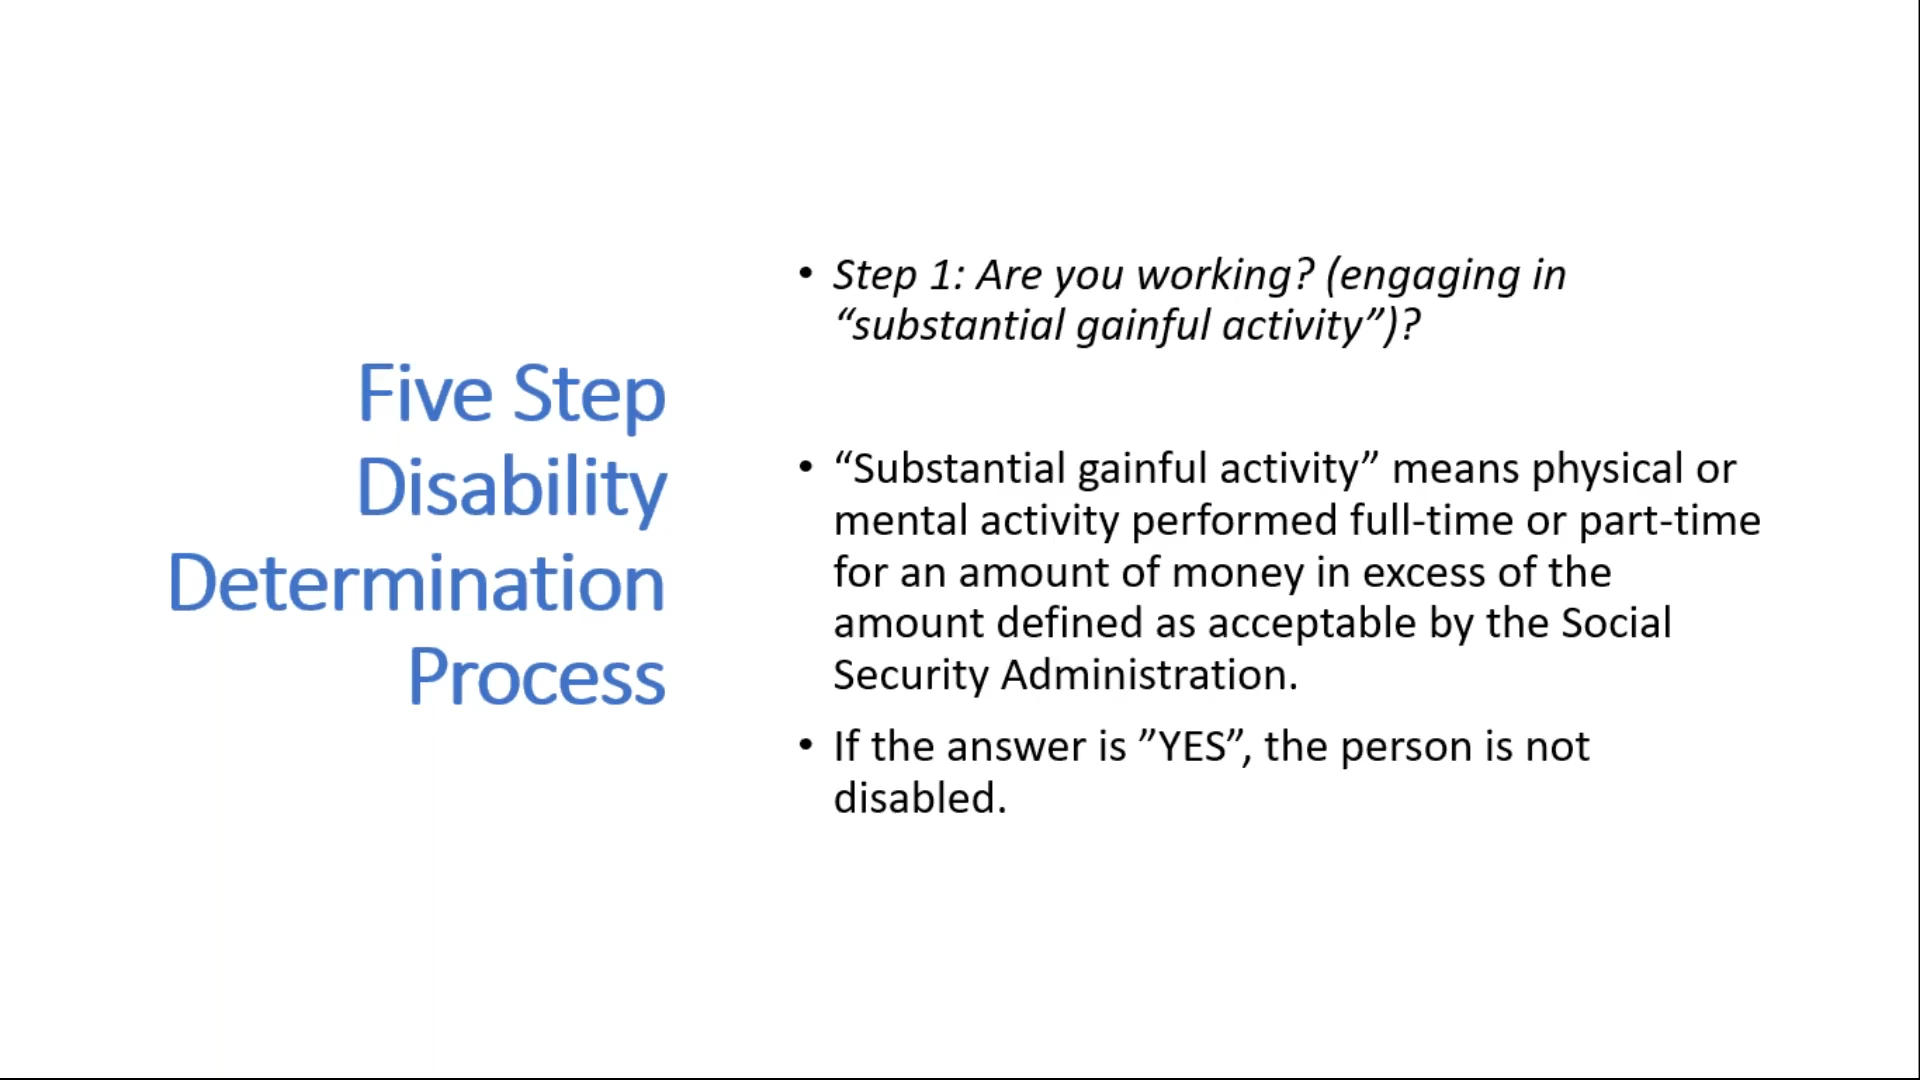 Five Step
Disability
Determination
Process
• Step 1: Are you working? (engaging in
“substantial gainful activity”)?
• “Substantial gainful activity” means physical or
mental activity performed full-time or part-time
for an amount of money in excess of the
amount defined as acceptable by the Social
Security Administration.
• If the answer is ”YES”, the person is not
disabled.